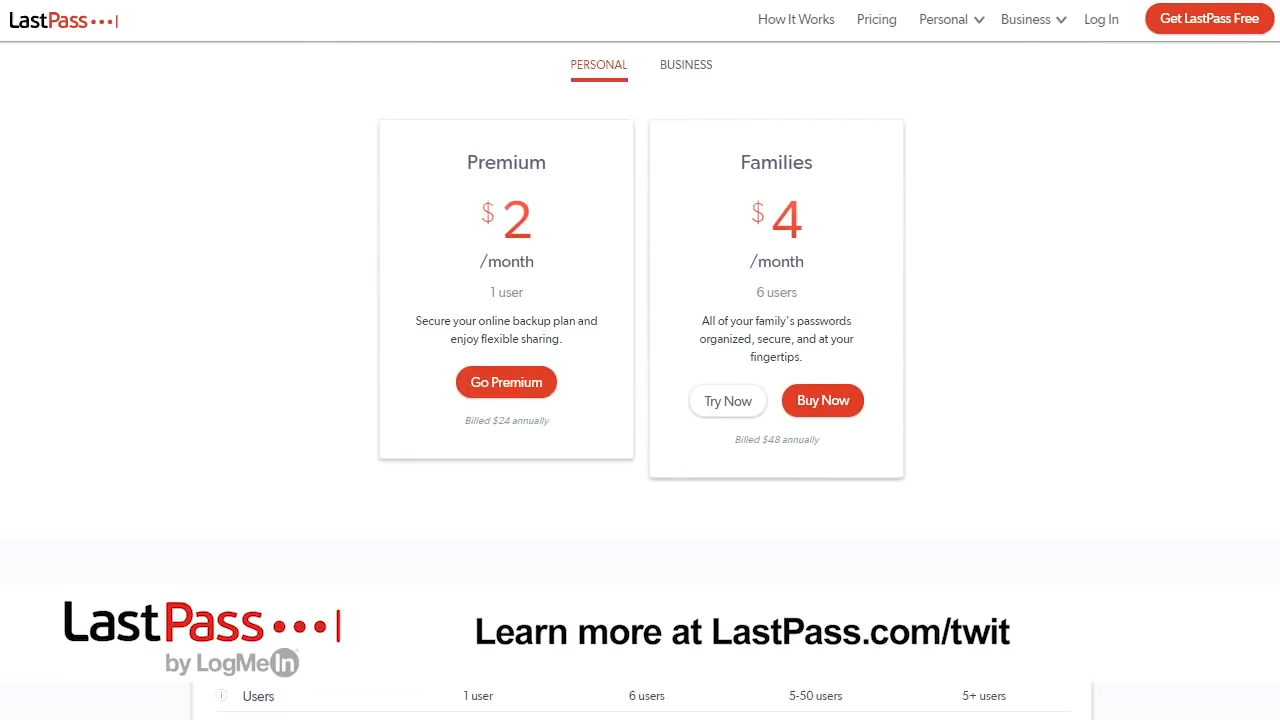 LastPass
How It Works Pricing Personal Business Log In Get LastPass Free
PERSONAL BUSINESS
Premium
$2
/month
1 user
Secure your online backup plan and
enjoy flexible sharing.
Go Premium
Billed $24 annually
Families
$4
/month
6 users
All of your family's passwords
organized, secure, and at your
fingertips.
Try Now Buy Now
Billed $48 annually
LastPass
by LogMeIn
Learn more at LastPass.com/twit
Users 1 user 6 users 5-50 users 5+ users